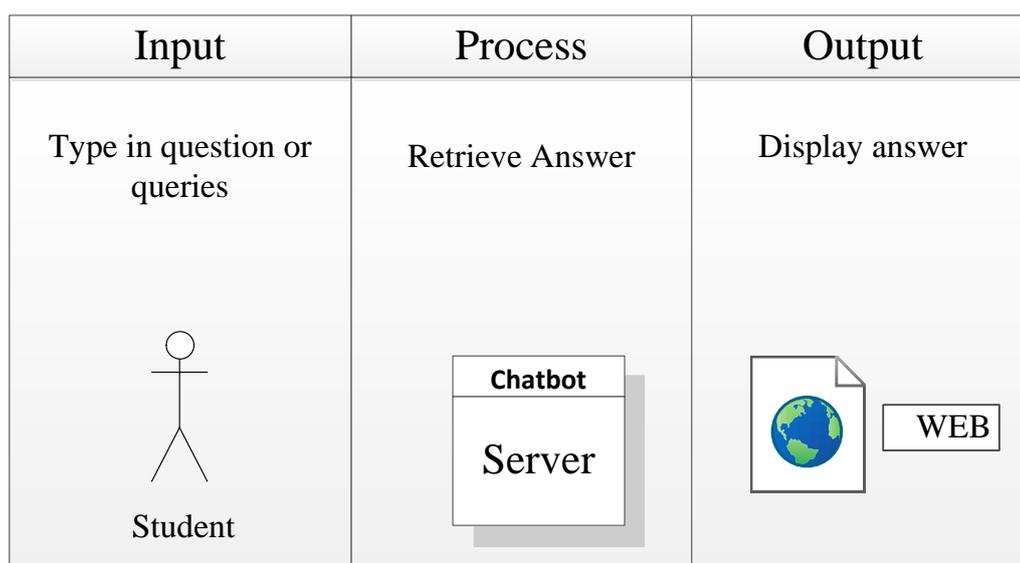 Input
Process
Output
Type in question or
queries
Retrieve Answer
Display answer
Chatbot
Server
WEB
Student